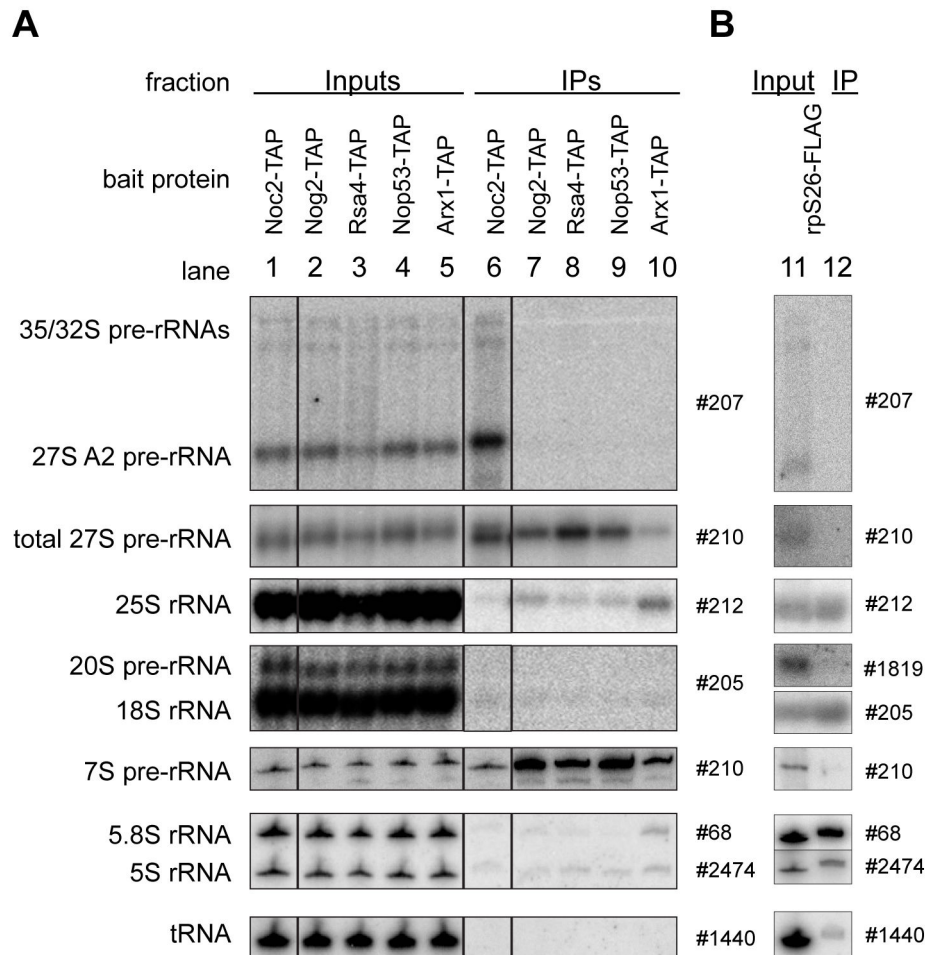 A
B
fraction Inputs IPs Input IP
bait protein Noc2-TAP Nog2-TAP Rsa4-TAP Nop53-TAP Arx1-TAP Noc2-TAP Nog2-TAP Rsa4-TAP Nop53-TAP Arx1-TAP rpS26-FLAG
lane 1 2 3 4 5 6 7 8 9 10 11 12
35/32S pre-rRNAs
#207 #207
27S A2 pre-rRNA
total 27S pre-rRNA #210 #210
25S rRNA #212 #212
20S pre-rRNA #1819
#205
18S rRNA #205
7S pre-rRNA #210 #210
5.8S rRNA #68 #68
5S rRNA #2474 #2474
tRNA #1440 #1440